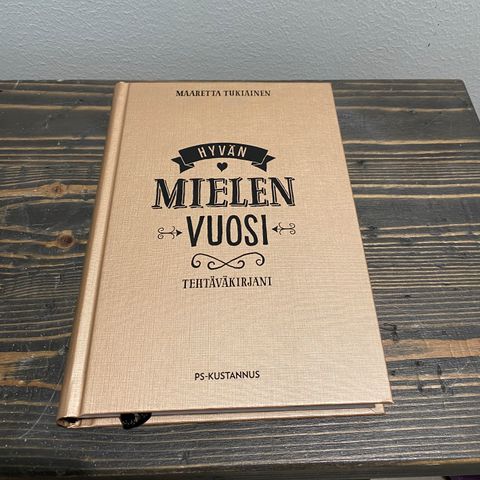 MAARETTA TUKIAINEN
HYVÄN
MIELEN
VUOSI
TEHTÄVÄKIRJANI
PS-KUSTANNUS